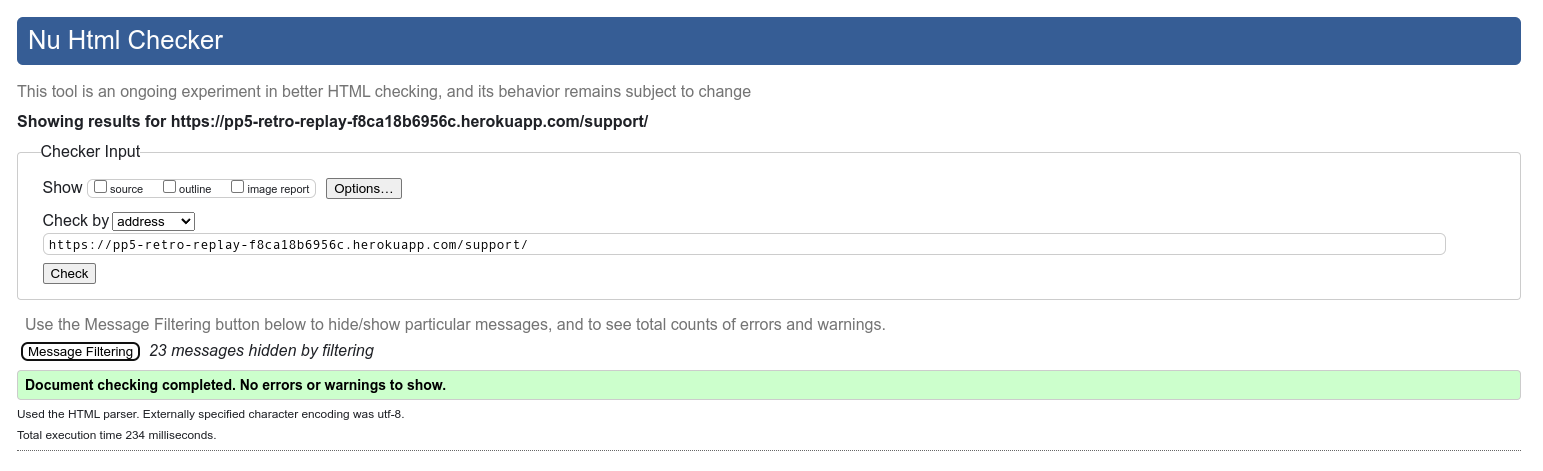 Nu Html Checker
This tool is an ongoing experiment in better HTML checking, and its behavior remains subject to change
Showing results for https://pp5-retro-replay-f8ca18b6956c.herokuapp.com/support/
Checker Input
Show source outline image report Options...
Check by address
https://pp5-retro-replay-f8ca18b6956c.herokuapp.com/support/
Check
Use the Message Filtering button below to hide/show particular messages, and to see total counts of errors and warnings.
Message Filtering 23 messages hidden by filtering
Document checking completed. No errors or warnings to show.
Used the HTML parser. Externally specified character encoding was utf-8.
Total execution time 234 milliseconds.